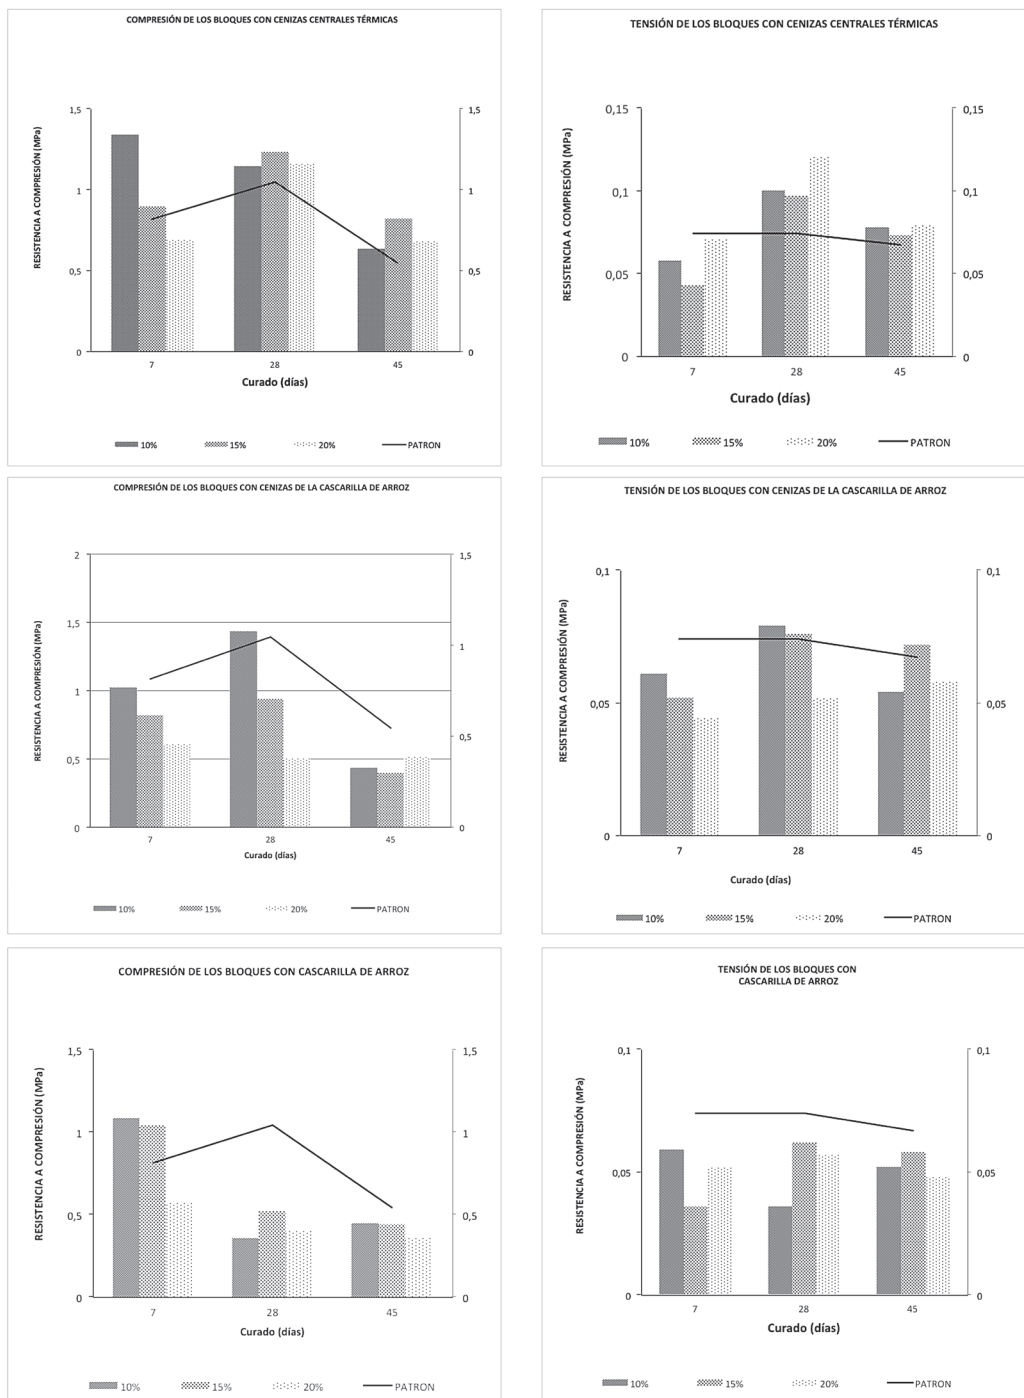 COMPRESIÓN DE LOS BLOQUES CON CENIZAS CENTRALES TÉRMICAS
RESISTENCIA A COMPRESIÓN (MPa)
1,5
1
0,5
0
1,5
1
0,5
0
7 28 45
Curado (días)
10% 15% 20% PATRON
TENSIÓN DE LOS BLOQUES CON CENIZAS CENTRALES TÉRMICAS
RESISTENCIA A COMPRESIÓN (MPa)
0,15
0,1
0,05
0
0,15
0,1
0,05
0
7 28 45
Curado (días)
10% 15% 20% PATRON
COMPRESIÓN DE LOS BLOQUES CON CENIZAS DE LA CASCARILLA DE ARROZ
RESISTENCIA A COMPRESIÓN (MPa)
2
1,5
1
0,5
0
1,5
1
0,5
0
7 28 45
Curado (días)
10% 15% 20% PATRON
TENSIÓN DE LOS BLOQUES CON CENIZAS DE LA CASCARILLA DE ARROZ
RESISTENCIA A COMPRESIÓN (MPa)
0,1
0,05
0
0,1
0,05
0
7 28 45
Curado (días)
10% 15% 20% PATRON
COMPRESIÓN DE LOS BLOQUES CON CASCARILLA DE ARROZ
RESISTENCIA A COMPRESIÓN (MPa)
1,5
1
0,5
0
1,5
1
0,5
0
7 28 45
Curado (días)
10% 15% 20% PATRON
TENSIÓN DE LOS BLOQUES CON
CASCARILLA DE ARROZ
RESISTENCIA A COMPRESIÓN (MPa)
0,1
0,05
0
0,1
0,05
0
7 28 45
Curado (días)
10% 15% 20% PATRON